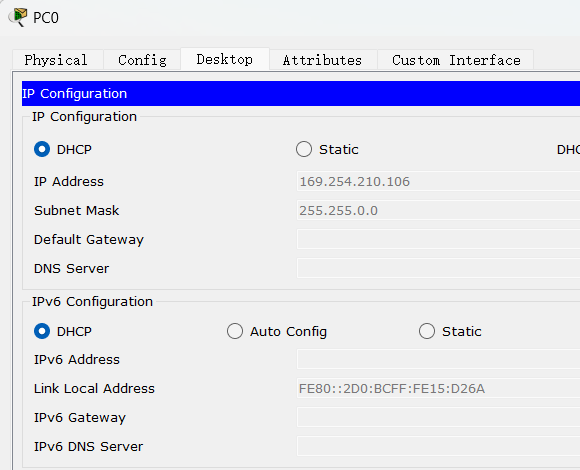 PC0
Physical Config Desktop Attributes Custom Interface
IP Configuration
IP Configuration
DHCP Static
IP Address 169.254.210.106
Subnet Mask 255.255.0.0
Default Gateway
DNS Server
IPv6 Configuration
DHCP Auto Config Static
IPv6 Address
Link Local Address FE80::2D0:BCFF:FE15:D26A
IPv6 Gateway
IPv6 DNS Server